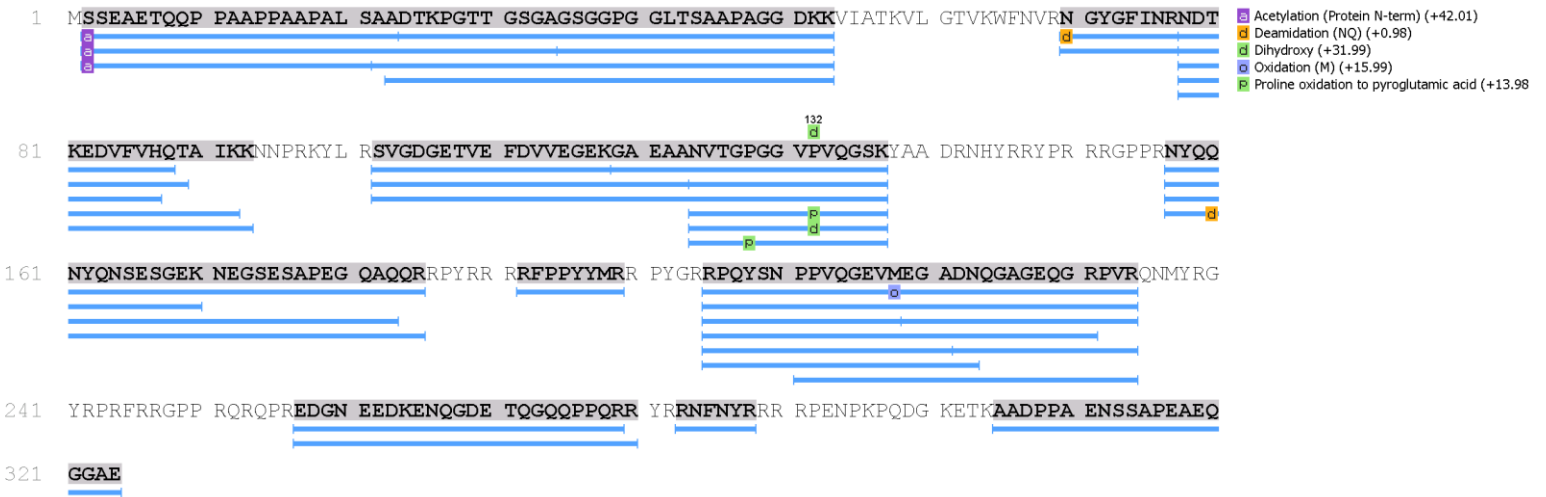 1 MSSEAETQQP PAAPPAAPAL SAADTKPGTT GSGAGSGGPG GLTSAAPAGG DKKVIATKVL GTVKWFNVRN GYGFINRNDT
a d
a
a
a Acetylation (Protein N-term) (+42.01)
d Deamidation (NQ) (+0.98)
d Dihydroxy (+31.99)
o Oxidation (M) (+15.99)
p Proline oxidation to pyroglutamic acid (+13.98
132
d
81 KEDVFVHQTA IKKNNPRKYL RSVGDGETVE FDVVEGEKGA EAANVTGPGG VPVQGSKYAA DRNHYRRYPR RRGPPRNYQQ
p d
d
p
161 NYQNSESGEK NEGSESAPEG QAQQRRPYRR RRFPPYYMRR PYGRRPQYSN PPVQGEVMEG ADNQGAGEQG RPVRQNMYRG
o
241 YRPRFRRGPP RQRQPREDGN EEDKENQGDE TQGQQPPQRR YRRNFNYRRR RPENPKPQDG KETKAADPPA ENSSAPEAEQ
321 GGAE